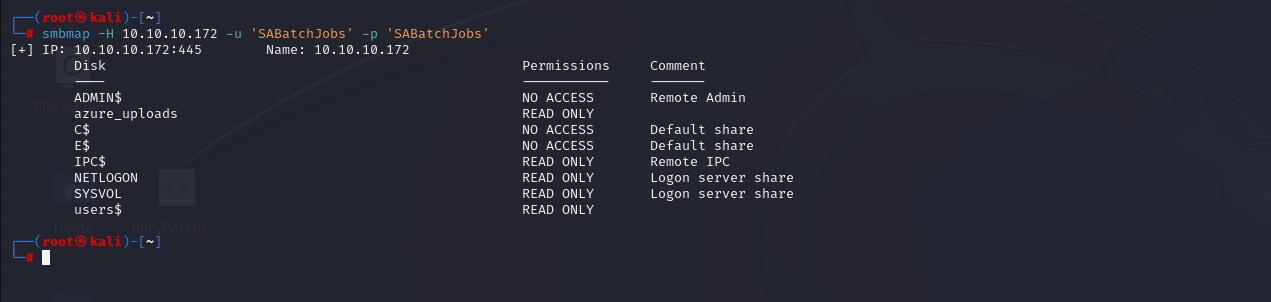 ┌──(root㉿kali)-[~]
└─# smbmap -H 10.10.10.172 -u 'SABatchJobs' -p 'SABatchJobs'
[+] IP: 10.10.10.172:445        Name: 10.10.10.172
Disk    Permissions    Comment
----    -----------    -------
ADMIN$    NO ACCESS    Remote Admin
azure_uploads    READ ONLY
C$    NO ACCESS    Default share
E$    NO ACCESS    Default share
IPC$    READ ONLY    Remote IPC
NETLOGON    READ ONLY    Logon server share
SYSVOL    READ ONLY    Logon server share
users$    READ ONLY
Home    JuicyPotato...
┌──(root㉿kali)-[~]
└─#